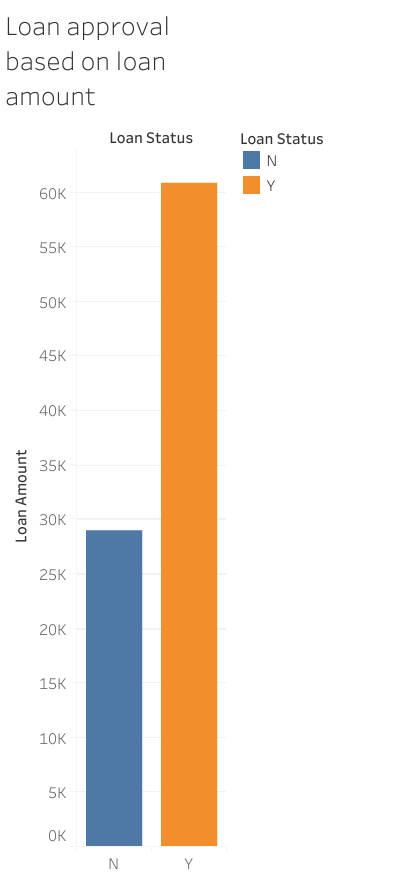 Loan approval
based on loan
amount
Loan Status
Loan Status
N
Y
60K
55K
50K
45K
40K
35K
30K
25K
20K
15K
10K
5K
0K
Loan Amount
N
Y